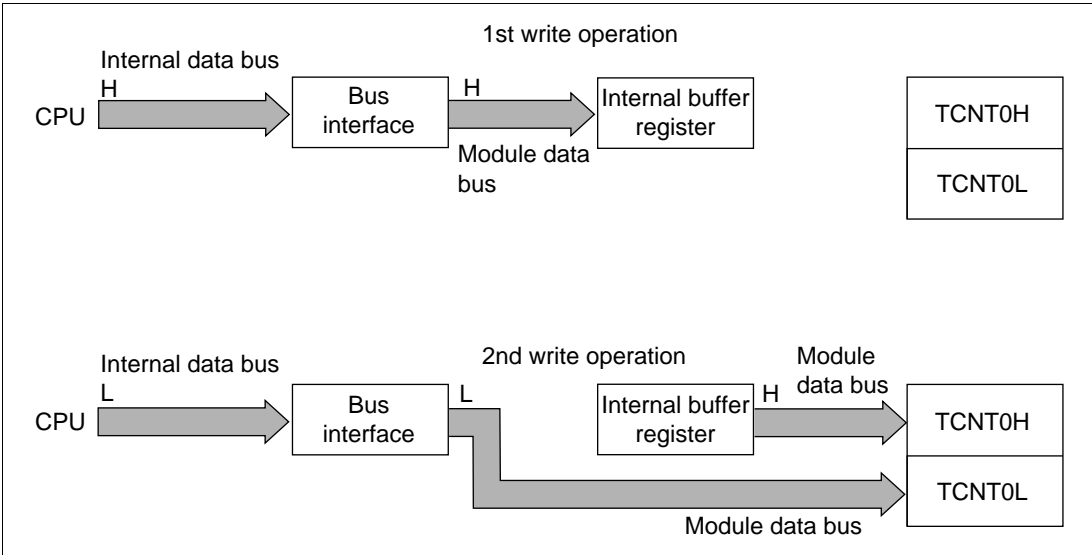 1st write operation
Internal data bus
H
CPU
Bus
interface
H
Module data
bus
Internal buffer
register
TCNT0H
TCNT0L
2nd write operation
Internal data bus
L
CPU
Bus
interface
L
Internal buffer
register
H
Module
data bus
TCNT0H
TCNT0L
Module data bus